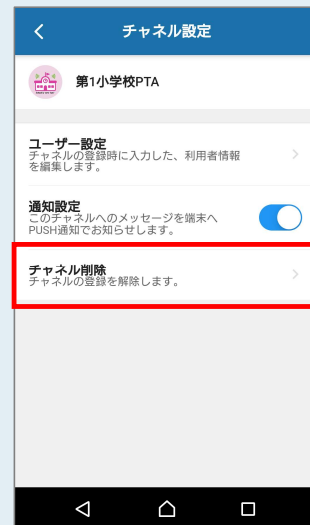 チャネル設定
第1小学校PTA
ユーザー設定
チャネルの登録時に入力した、利用者情報
を編集します。
通知設定
このチャネルへのメッセージを端末へ
PUSH通知でお知らせします。
チャネル削除
チャネルの登録を解除します。